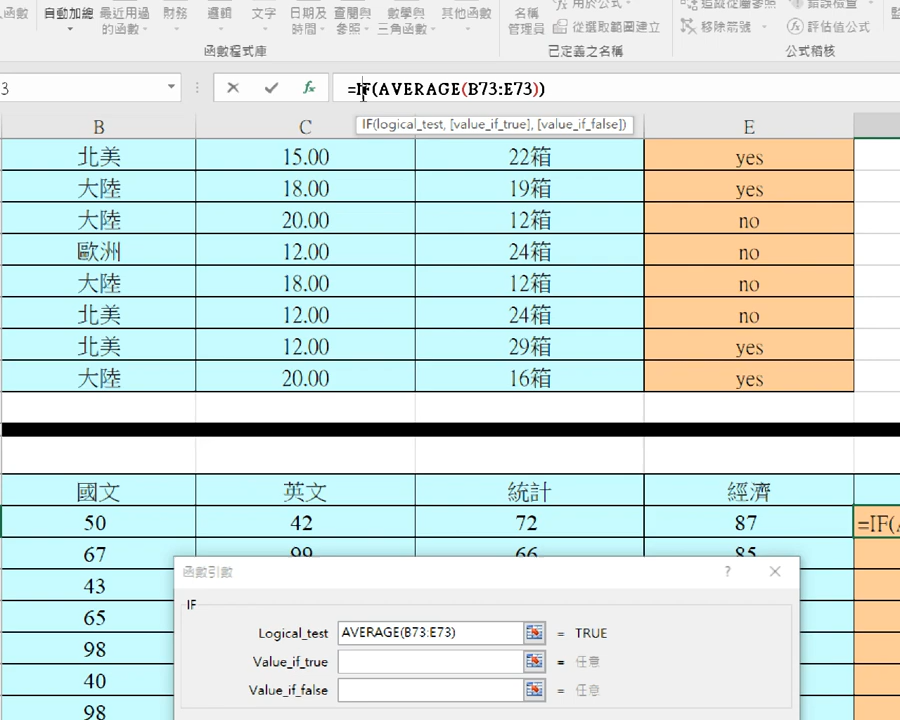 函數 自動加總 最近用過的函數 財務 邏輯 文字 日期及時間 查閱與參照 數學與三角函數 其他函數 名稱管理員 用於公式 追蹤從屬參照 錯誤檢查
從選取範圍建立 移除箭號 評估值公式
函數程式庫 已定義之名稱 公式稽核
3 fx =IF(AVERAGE(B73:E73))
IF(logical_test, [value_if_true], [value_if_false])
B C E
北美 15.00 22箱 yes
大陸 18.00 19箱 yes
大陸 20.00 12箱 no
歐洲 12.00 24箱 no
大陸 18.00 12箱 no
北美 12.00 24箱 no
北美 12.00 29箱 yes
大陸 20.00 16箱 yes
國文 英文 統計 經濟
50 42 72 87 =IF(A
67 99 66 85
函數引數 ?
43
IF
65
Logical_test AVERAGE(B73:E73) = TRUE
98
Value_if_true = 任意
40
Value_if_false = 任意
98